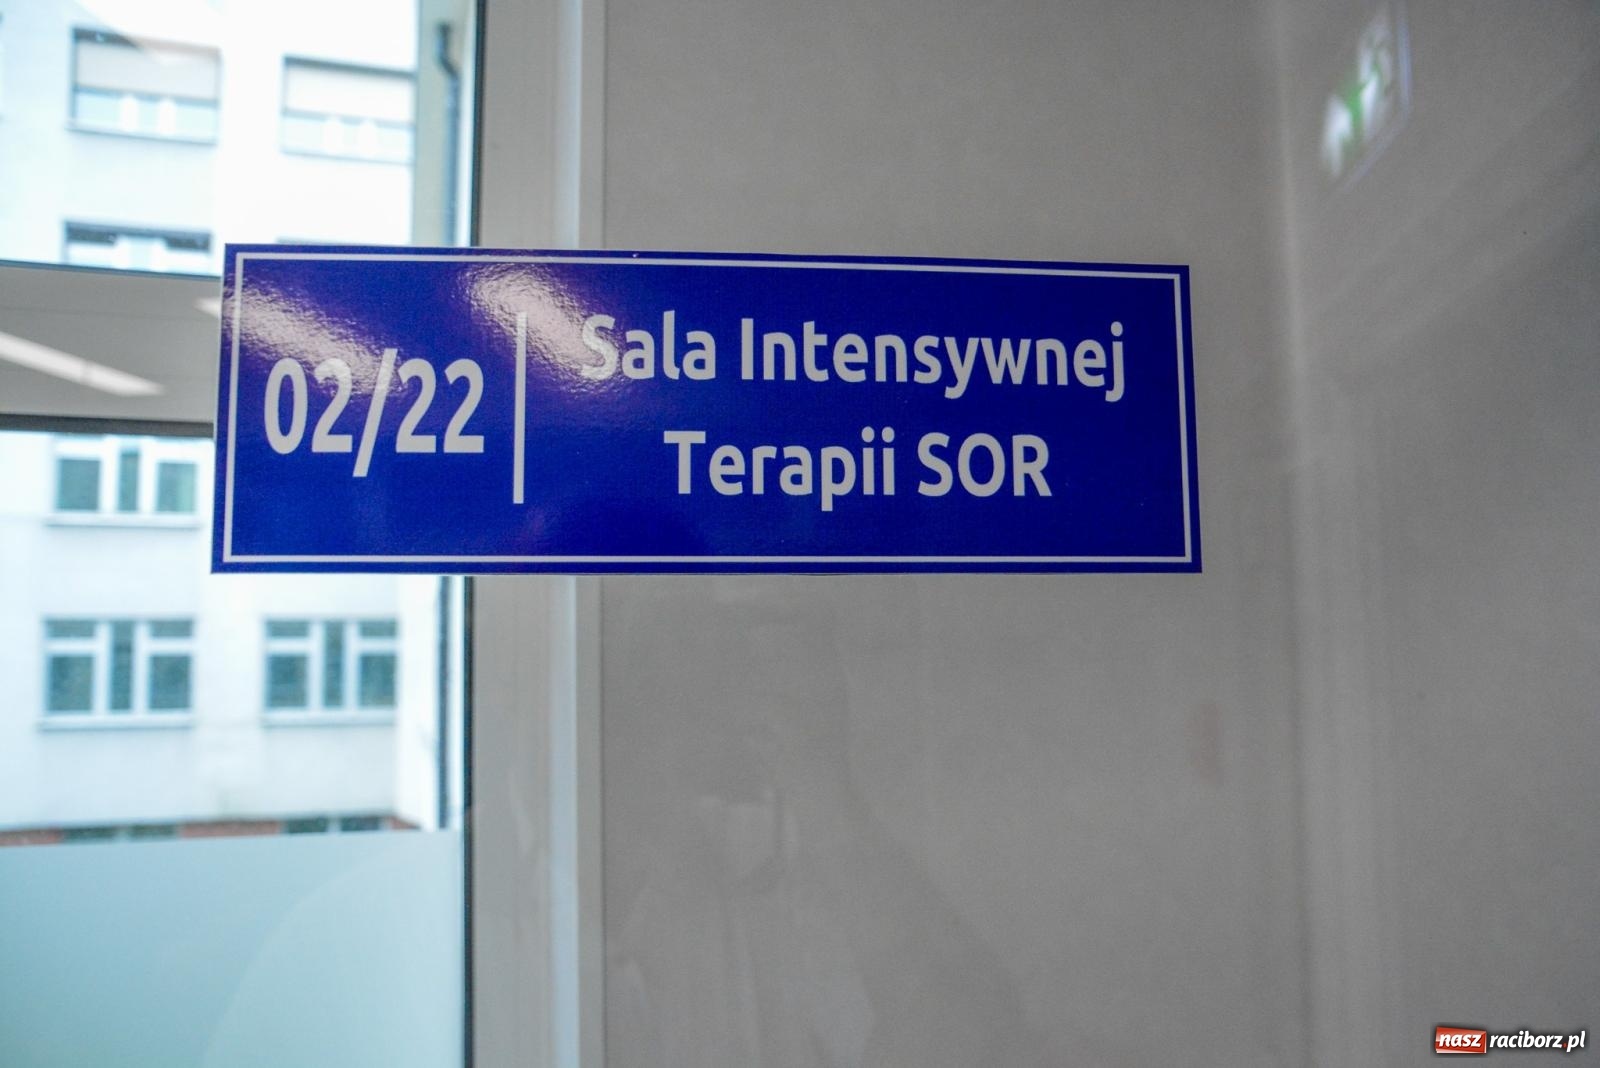 02/22
Sala Intensywnej
Terapii SOR
nasz raciborz.pl